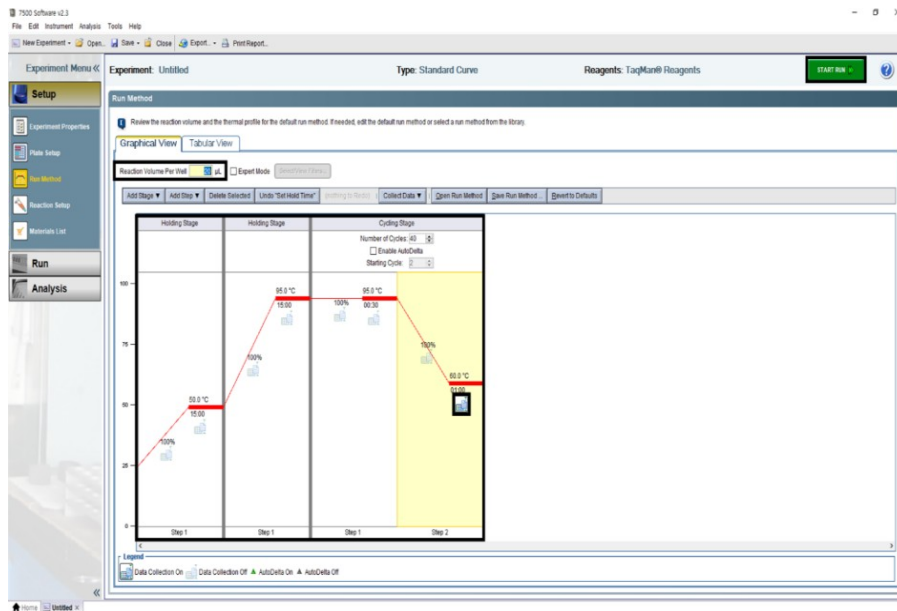 7500 Software v2.3
File Edit Instrument Analysis Tools Help
New Experiment Open... Save Close Export... Print Report...
Experiment Menu «
Experiment: Untitled Type: Standard Curve Reagents: TaqMan® Reagents START RUN
Setup
Experiment Properties
Plate Setup
Run Method
Reaction Setup
Materials List
Run
Analysis
Run Method
Review the reaction volume and the thermal profile for the default run method. If needed, edit the default run method or select a run method from the library.
Graphical View Tabular View
Reaction Volume Per Well 20 µL Expert Mode
Add Stage ▼ Add Step ▼ Delete Selected Undo "Set Hold Time" Collect Data ▼ Open Run Method Save Run Method ... Revert to Defaults
Holding Stage Holding Stage Cycling Stage
Number of Cycles: 40
Enable AutoDelta
Starting Cycle: 2
100
95.0 °C 95.0 °C
15:00 100% 00:30
75
100% 100%
60.0 °C
01:00
50
50.0 °C
15:00
100%
25
0
Step 1 Step 1 Step 1 Step 2
Legend
Data Collection On Data Collection Off AutoDelta On AutoDelta Off
«
Home Untitled ×